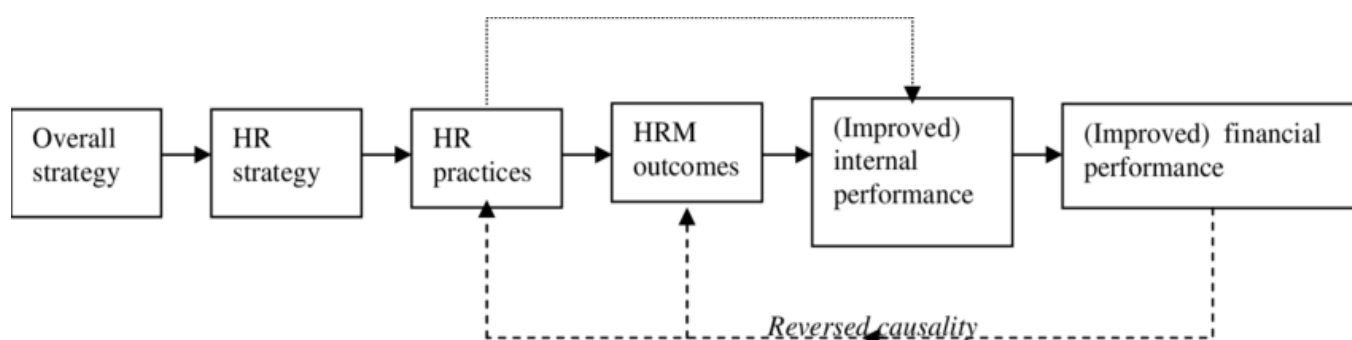 Overall
strategy
HR
strategy
HR
practices
HRM
outcomes
(Improved)
internal
performance
(Improved) financial
performance
Reversed causality